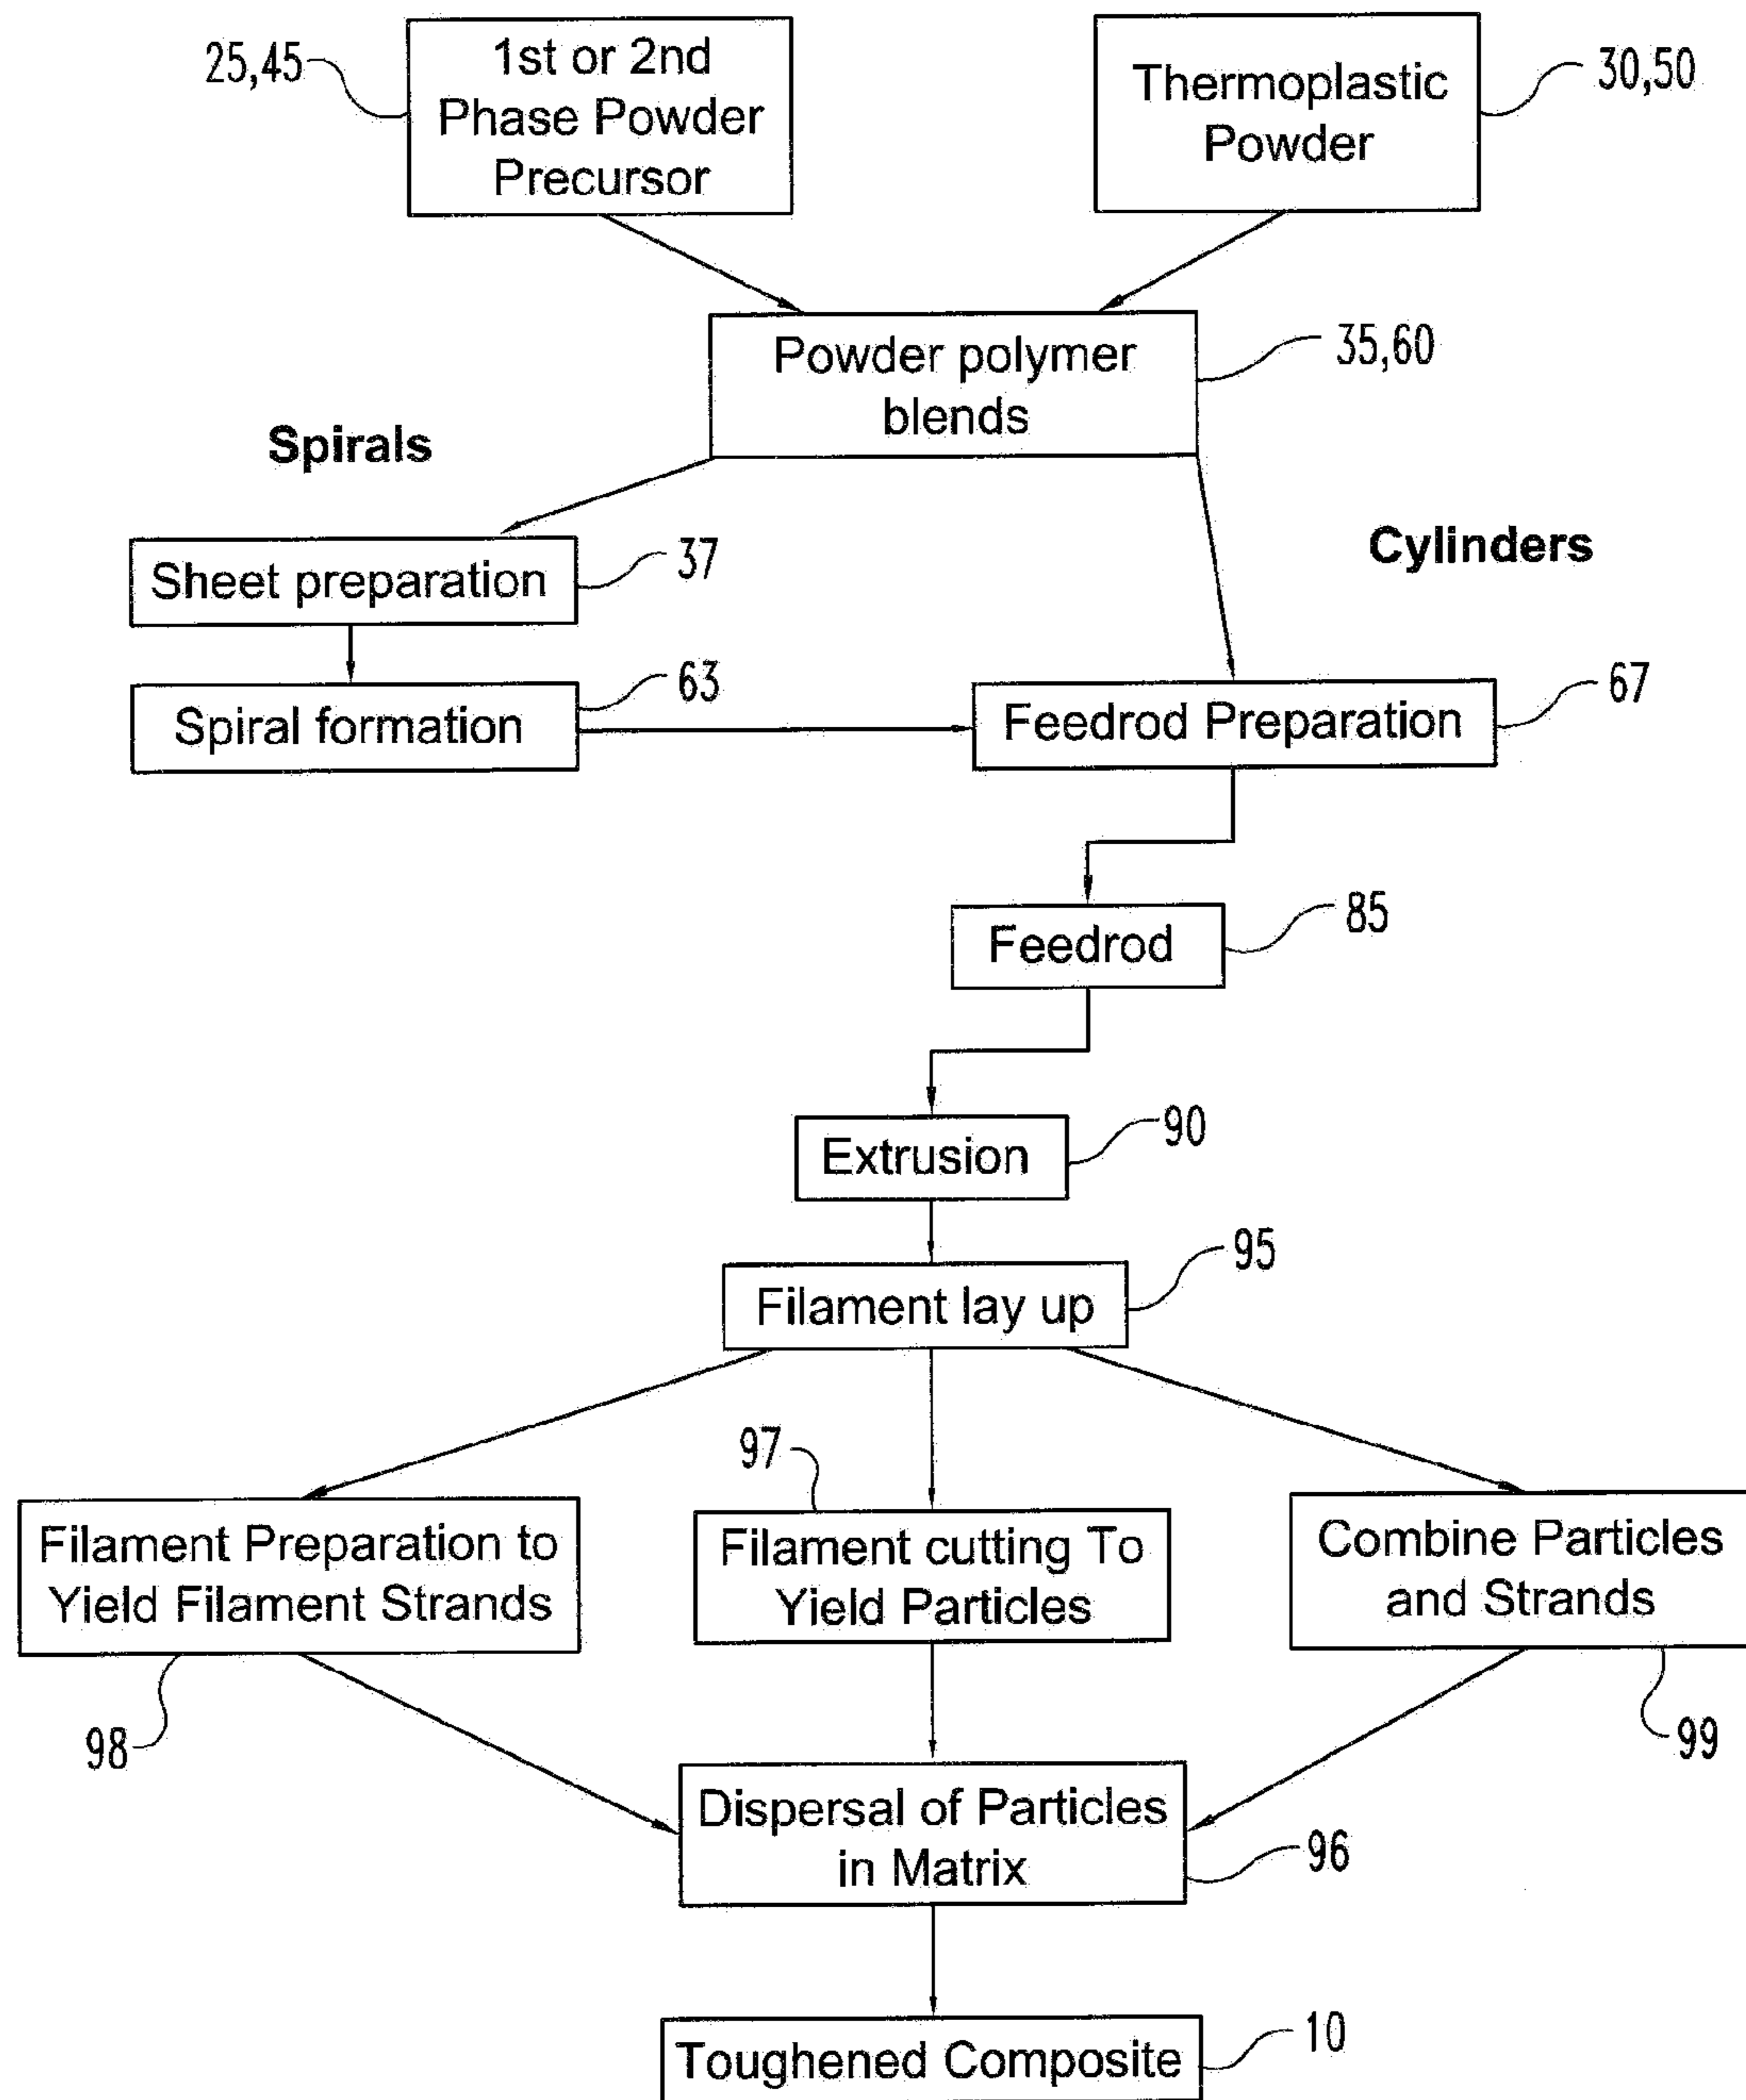 25,45
1st or 2nd
Phase Powder
Precursor
Thermoplastic
Powder
30,50
Powder polymer
blends
35,60
Spirals
Cylinders
Sheet preparation
37
Spiral formation
63
Feedrod Preparation
67
Feedrod
85
Extrusion
90
Filament lay up
95
97
Filament Preparation to
Yield Filament Strands
98
Filament cutting To
Yield Particles
Combine Particles
and Strands
99
Dispersal of Particles
in Matrix
96
Toughened Composite
10